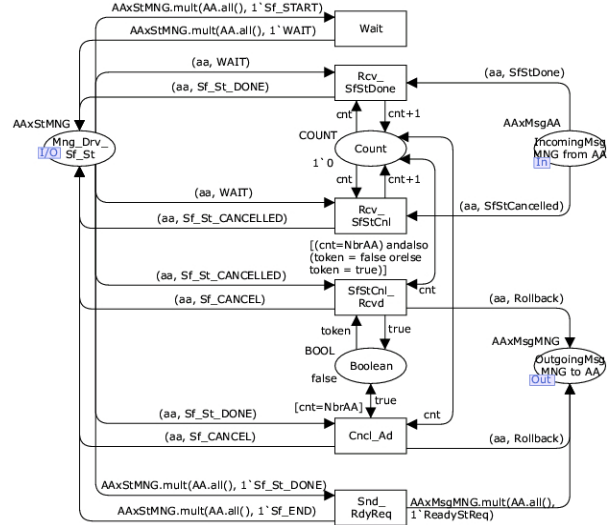 AAxStMNG.mult(AA.all(), 1`Sf_START)
AAxStMNG.mult(AA.all(), 1`WAIT)
Wait
(aa, WAIT)
(aa, Sf_St_DONE)
Rcv_
SfStDone
(aa, SfStDone)
cnt
cnt+1
AAxStMNG
Mng_Drv_
Sf_St
I/O
COUNT
Count
1`0
AAxMsgAA
IncomingMsg
MNG from AA
In
cnt
cnt+1
(aa, WAIT)
(aa, Sf_St_CANCELLED)
Rcv_
SfStCnl
(aa, SfStCancelled)
[(cnt=NbrAA) andalso
(token = false orelse
token = true)]
(aa, Sf_St_CANCELLED)
(aa, Sf_CANCEL)
SfStCnl_
Rcvd
cnt
(aa, Rollback)
token
true
BOOL
Boolean
false
AAxMsgMNG
OutgoingMsg
MNG to AA
Out
true
[cnt=NbrAA]
(aa, Sf_St_DONE)
(aa, Sf_CANCEL)
Cncl_Ad
cnt
(aa, Rollback)
AAxStMNG.mult(AA.all(), 1`Sf_St_DONE)
AAxStMNG.mult(AA.all(), 1`Sf_END)
Snd_
RdyReq
AAxMsgMNG.mult(AA.all(),
1`ReadyStReq)